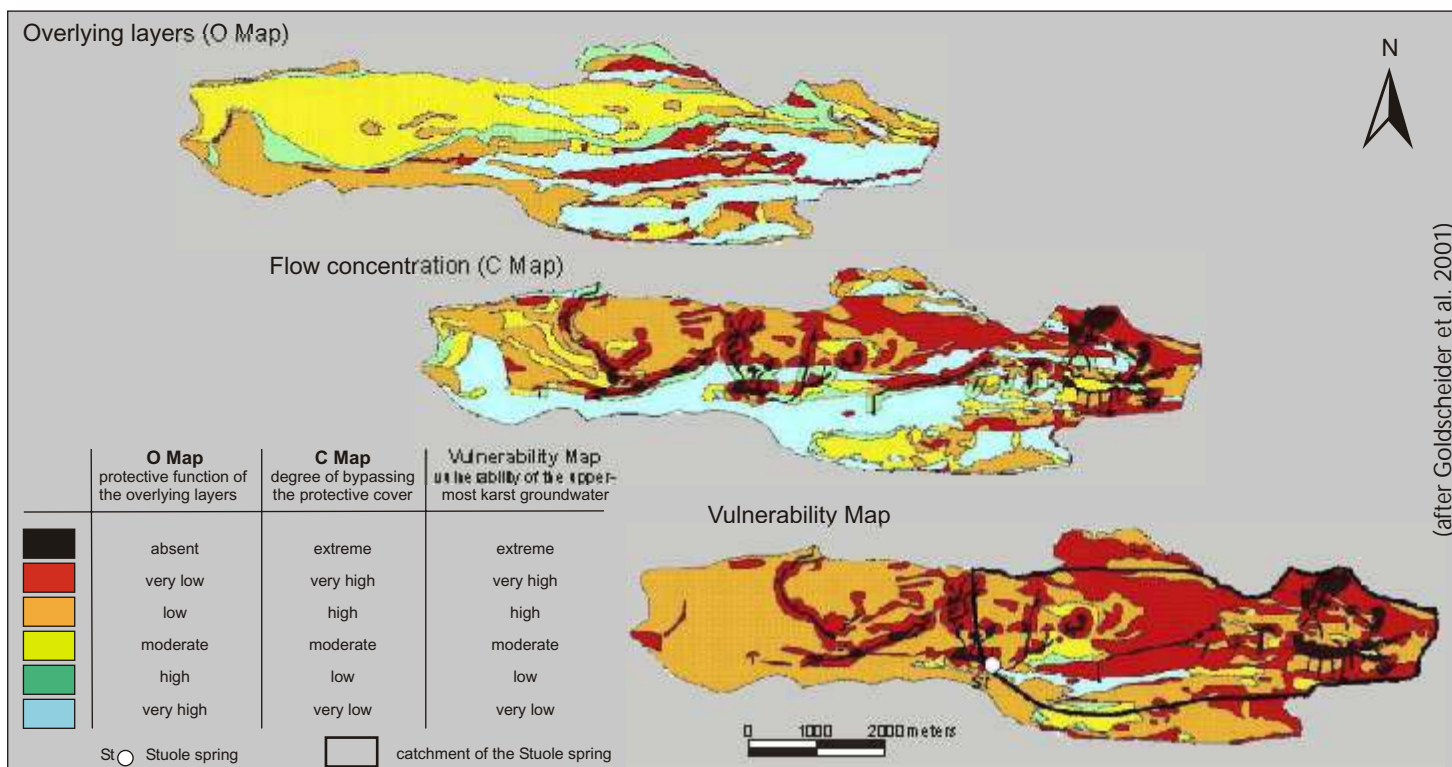 Overlying layers (O Map)
N
Flow concentration (C Map)
(after Goldscheider et al. 2001)
O Map
protective function of
the overlying layers
C Map
degree of bypassing
the protective cover
Vulnerability Map
vulnerability of the upper-
most karst groundwater
absent
extreme
extreme
very low
very high
very high
low
high
high
moderate
moderate
moderate
high
low
low
very high
very low
very low
St Stuole spring
catchment of the Stuole spring
Vulnerability Map
St
0 1000 2000 meters